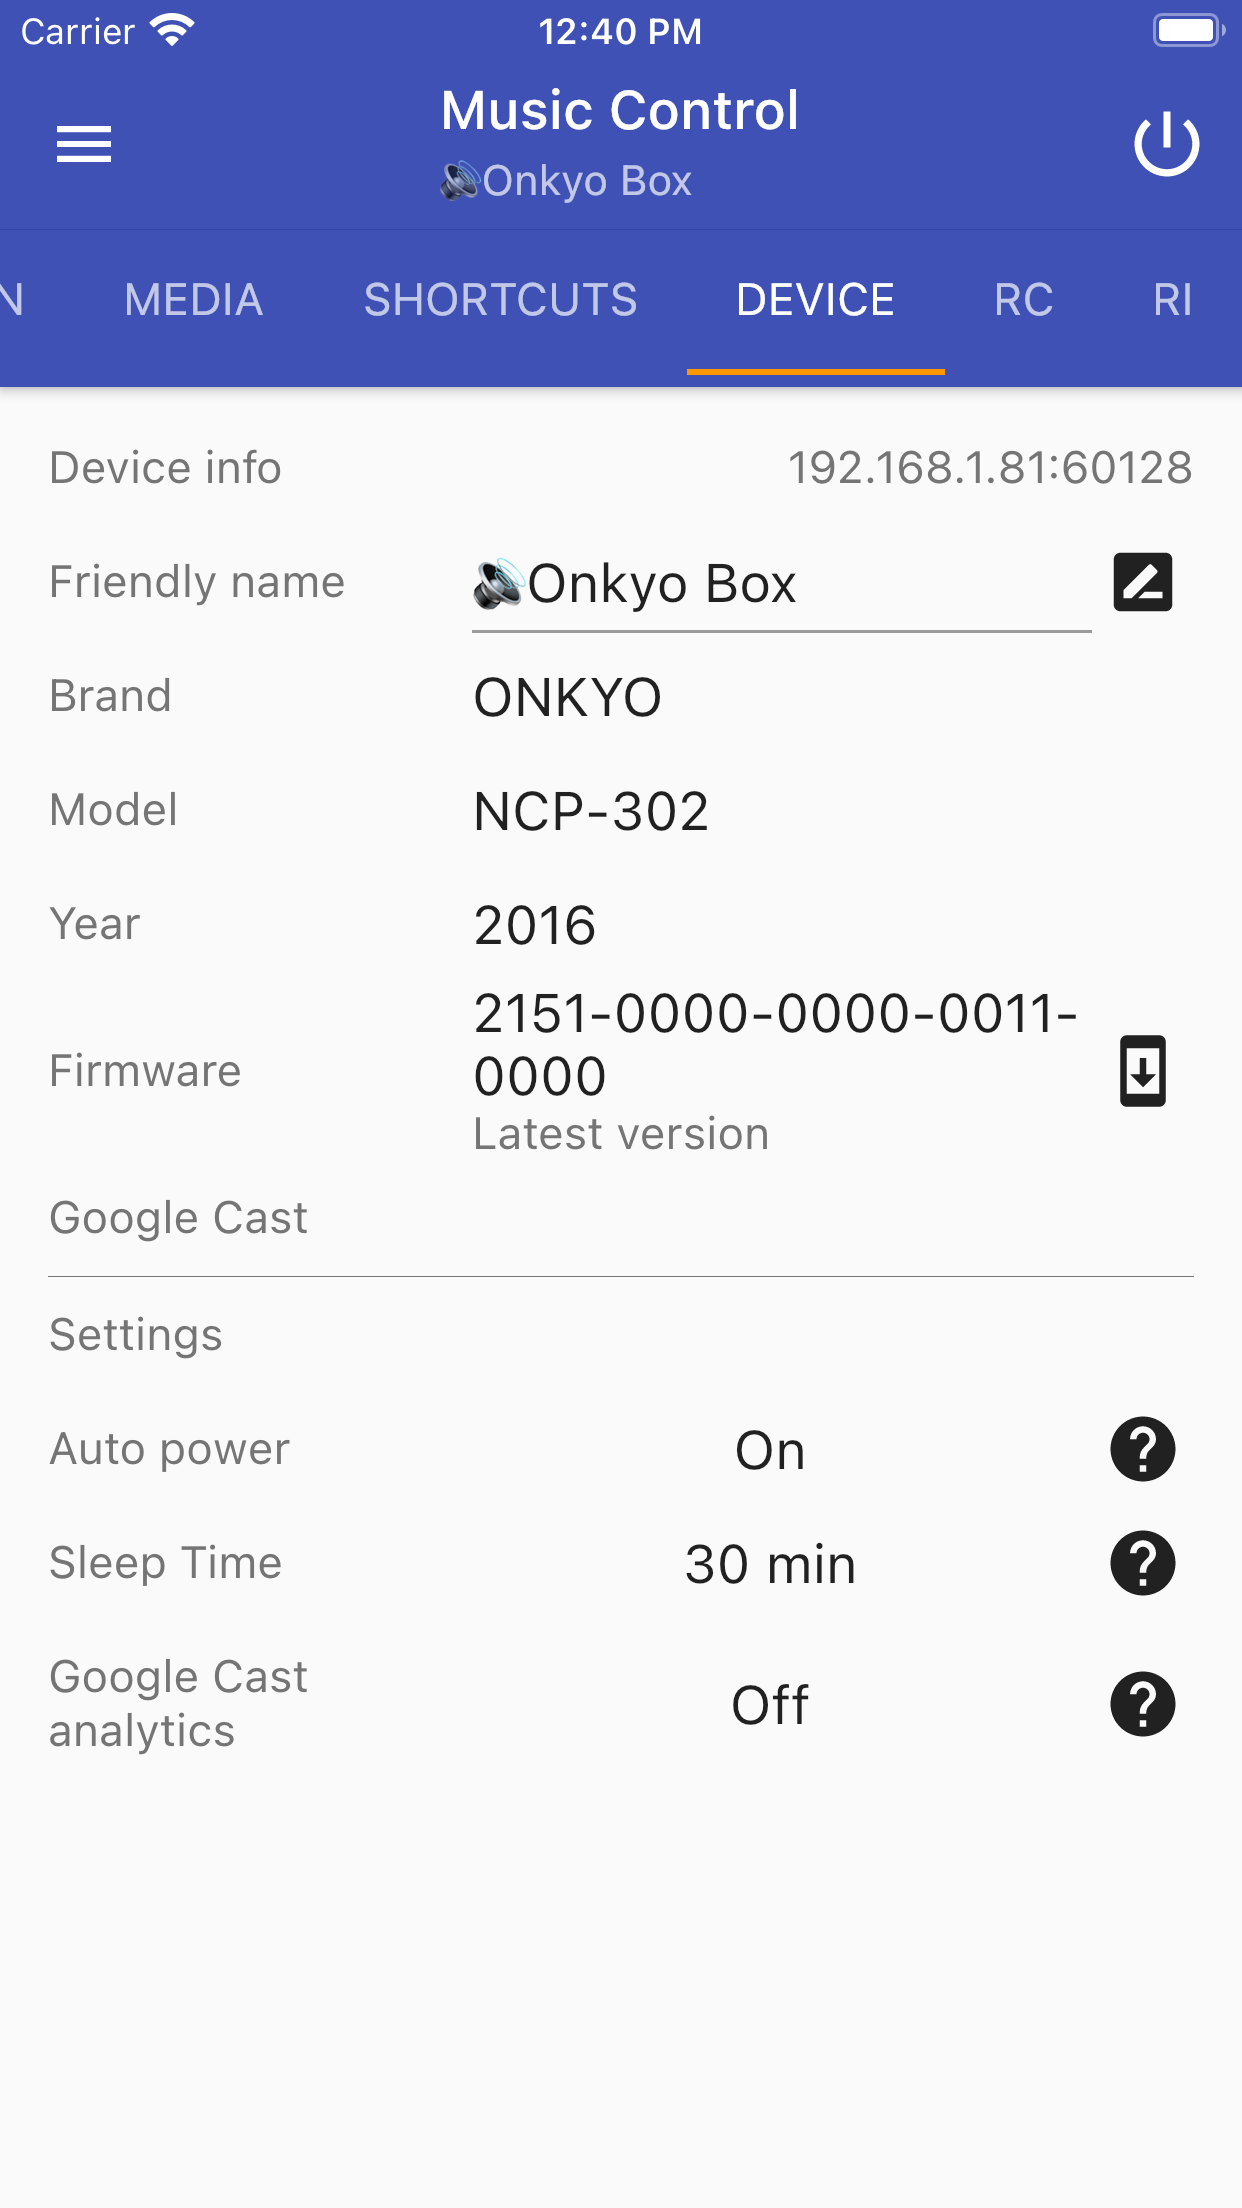 Carrier 12:40 PM
Music Control
🔊Onkyo Box
N MEDIA SHORTCUTS DEVICE RC RI
Device info 192.168.1.81:60128
Friendly name 🔊Onkyo Box
Brand ONKYO
Model NCP-302
Year 2016
Firmware 2151-0000-0000-0011-
0000
Latest version
Google Cast
Settings
Auto power On
Sleep Time 30 min
Google Cast
analytics Off